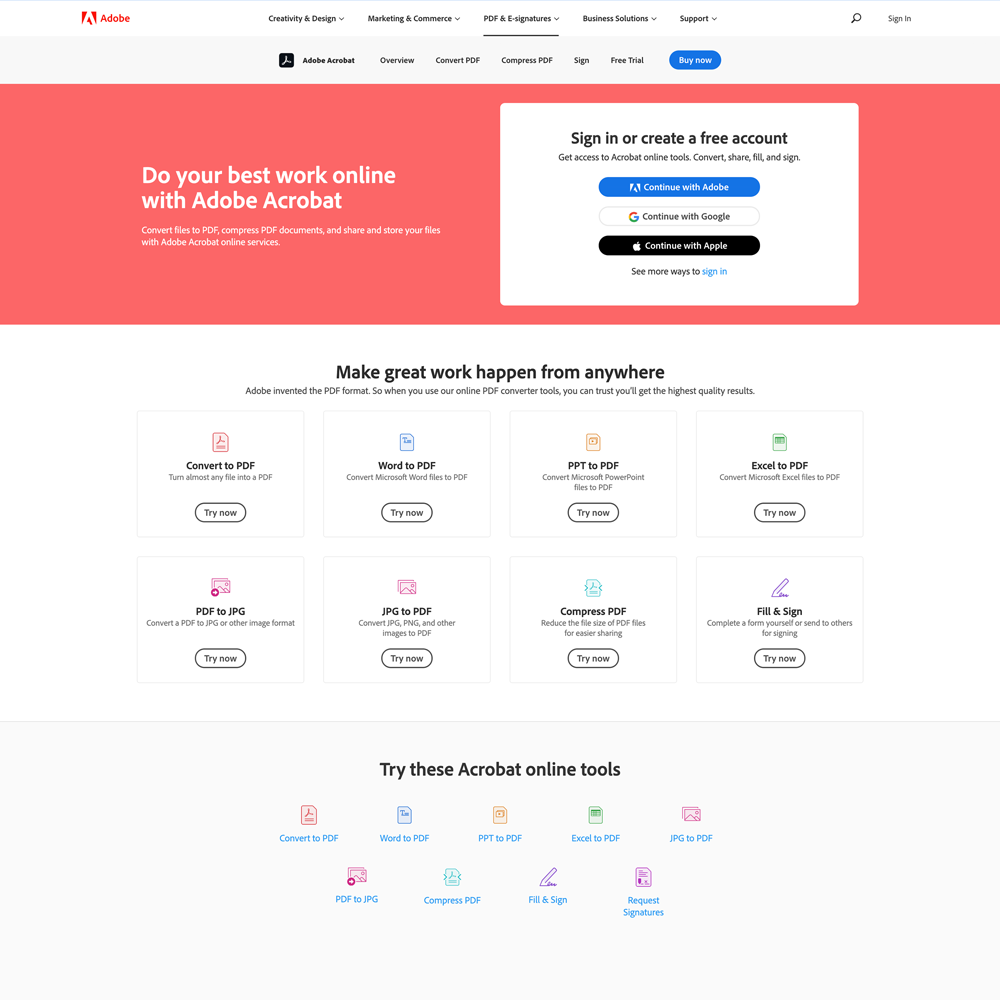 Adobe
Creativity & Design
Marketing & Commerce
PDF & E-signatures
Business Solutions
Support
Sign In
Adobe Acrobat
Overview
Convert PDF
Compress PDF
Sign
Free Trial
Buy now
Do your best work online
with Adobe Acrobat
Convert files to PDF, compress PDF documents, and share and store your files
with Adobe Acrobat online services.
Sign in or create a free account
Get access to Acrobat online tools. Convert, share, fill, and sign.
Continue with Adobe
Continue with Google
Continue with Apple
See more ways to sign in
Make great work happen from anywhere
Adobe invented the PDF format. So when you use our online PDF converter tools, you can trust you'll get the highest quality results.
Convert to PDF
Turn almost any file into a PDF
Try now
Word to PDF
Convert Microsoft Word files to PDF
Try now
PPT to PDF
Convert Microsoft PowerPoint
files to PDF
Try now
Excel to PDF
Convert Microsoft Excel files to PDF
Try now
PDF to JPG
Convert a PDF to JPG or other image format
Try now
JPG to PDF
Convert JPG, PNG, and other
images to PDF
Try now
Compress PDF
Reduce the file size of PDF files
for easier sharing
Try now
Fill & Sign
Complete a form yourself or send to others
for signing
Try now
Try these Acrobat online tools
Convert to PDF
Word to PDF
PPT to PDF
Excel to PDF
JPG to PDF
PDF to JPG
Compress PDF
Fill & Sign
Request
Signatures